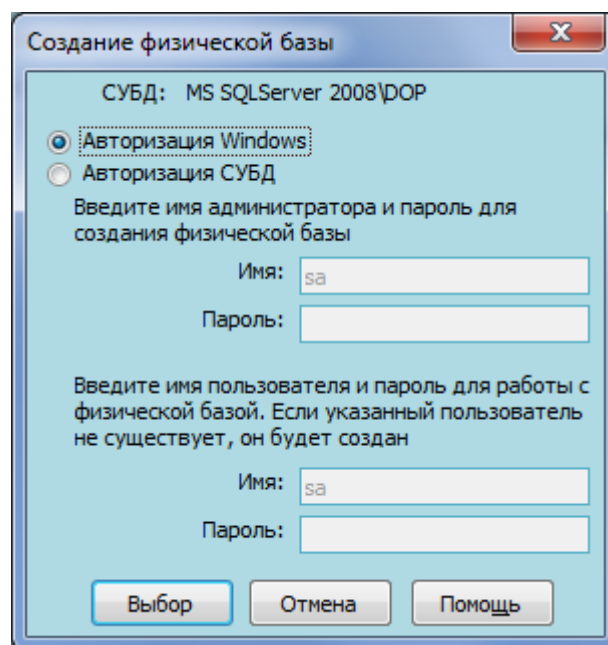 Создание физической базы
СУБД: MS SQLServer 2008\DOP
Авторизация Windows
Авторизация СУБД
Введите имя администратора и пароль для
создания физической базы
Имя: sa
Пароль:
Введите имя пользователя и пароль для работы с
физической базой. Если указанный пользователь
не существует, он будет создан
Имя: sa
Пароль:
Выбор Отмена Помощь